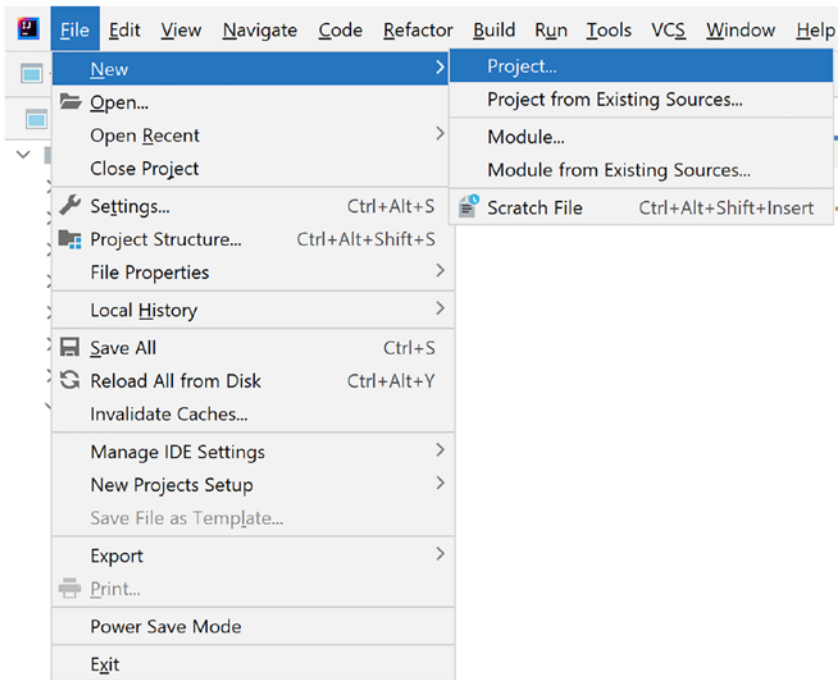 File Edit View Navigate Code Refactor Build Run Tools VCS Window Help
New
Open...
Open Recent
Close Project
Settings... Ctrl+Alt+S
Project Structure... Ctrl+Alt+Shift+S
File Properties
Local History
Save All Ctrl+S
Reload All from Disk Ctrl+Alt+Y
Invalidate Caches...
Manage IDE Settings
New Projects Setup
Save File as Template...
Export
Print...
Power Save Mode
Exit
Project...
Project from Existing Sources...
Module...
Module from Existing Sources...
Scratch File Ctrl+Alt+Shift+Insert